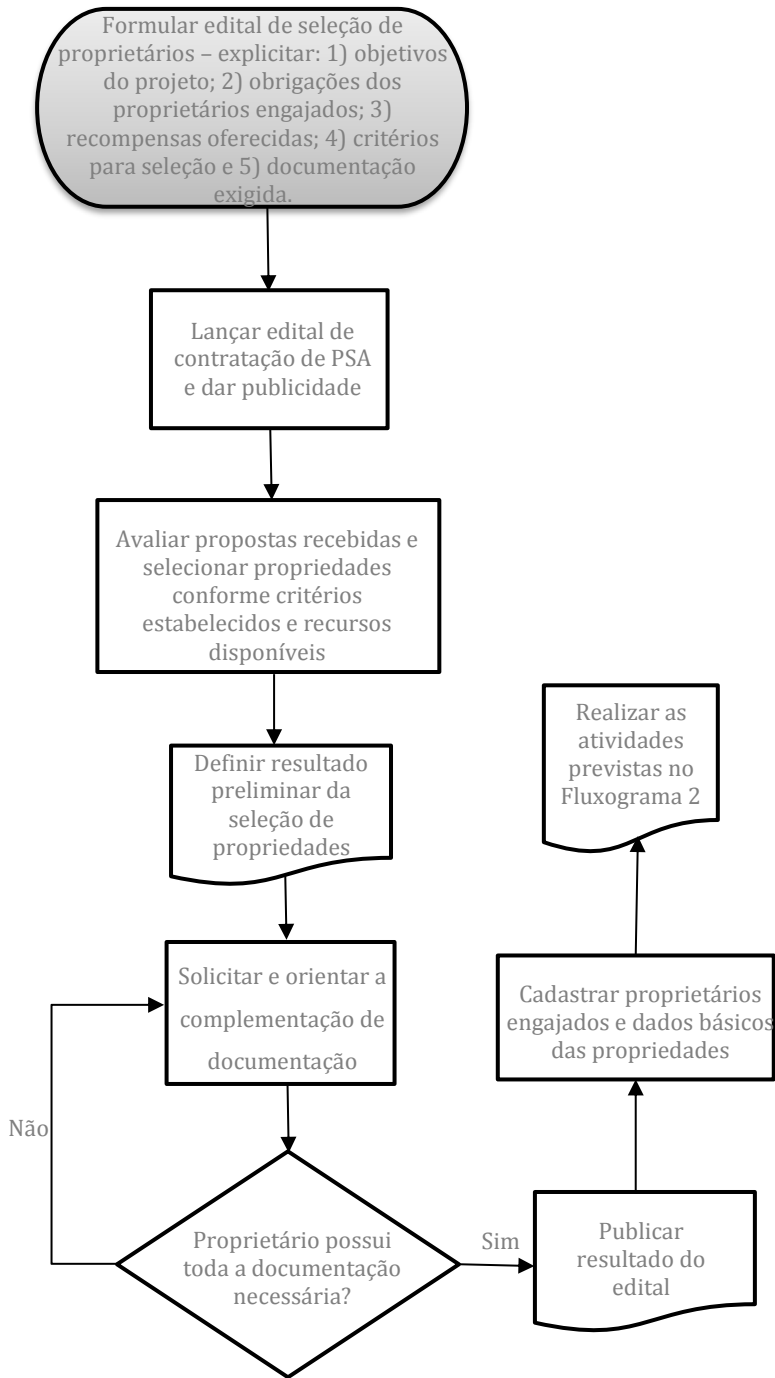 Formular edital de seleção de
proprietários – explicitar: 1) objetivos
do projeto; 2) obrigações dos
proprietários engajados; 3)
recompensas oferecidas; 4) critérios
para seleção e 5) documentação
exigida.
Lançar edital de
contratação de PSA
e dar publicidade
Avaliar propostas recebidas e
selecionar propriedades
conforme critérios
estabelecidos e recursos
disponíveis
Definir resultado
preliminar da
seleção de
propriedades
Solicitar e orientar a
complementação de
documentação
Não
Proprietário possui
toda a documentação
necessária?
Sim
Publicar
resultado do
edital
Cadastrar proprietários
engajados e dados básicos
das propriedades
Realizar as
atividades
previstas no
Fluxograma 2